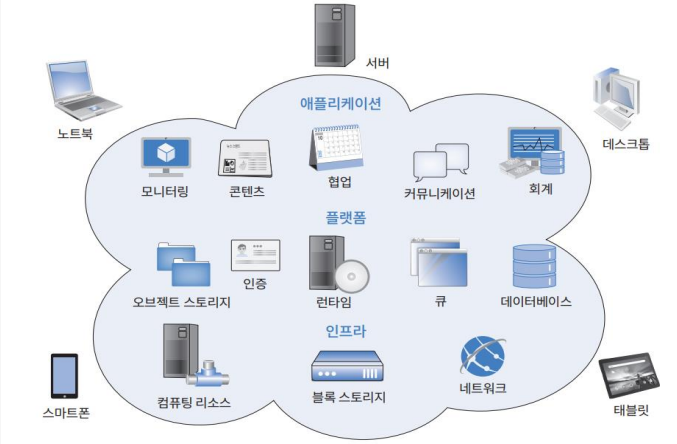 서버
애플리케이션
노트북
데스크톱
모니터링
콘텐츠
협업
커뮤니케이션
회계
플랫폼
오브젝트 스토리지
인증
런타임
큐
데이터베이스
인프라
스마트폰
컴퓨팅 리소스
블록 스토리지
네트워크
태블릿